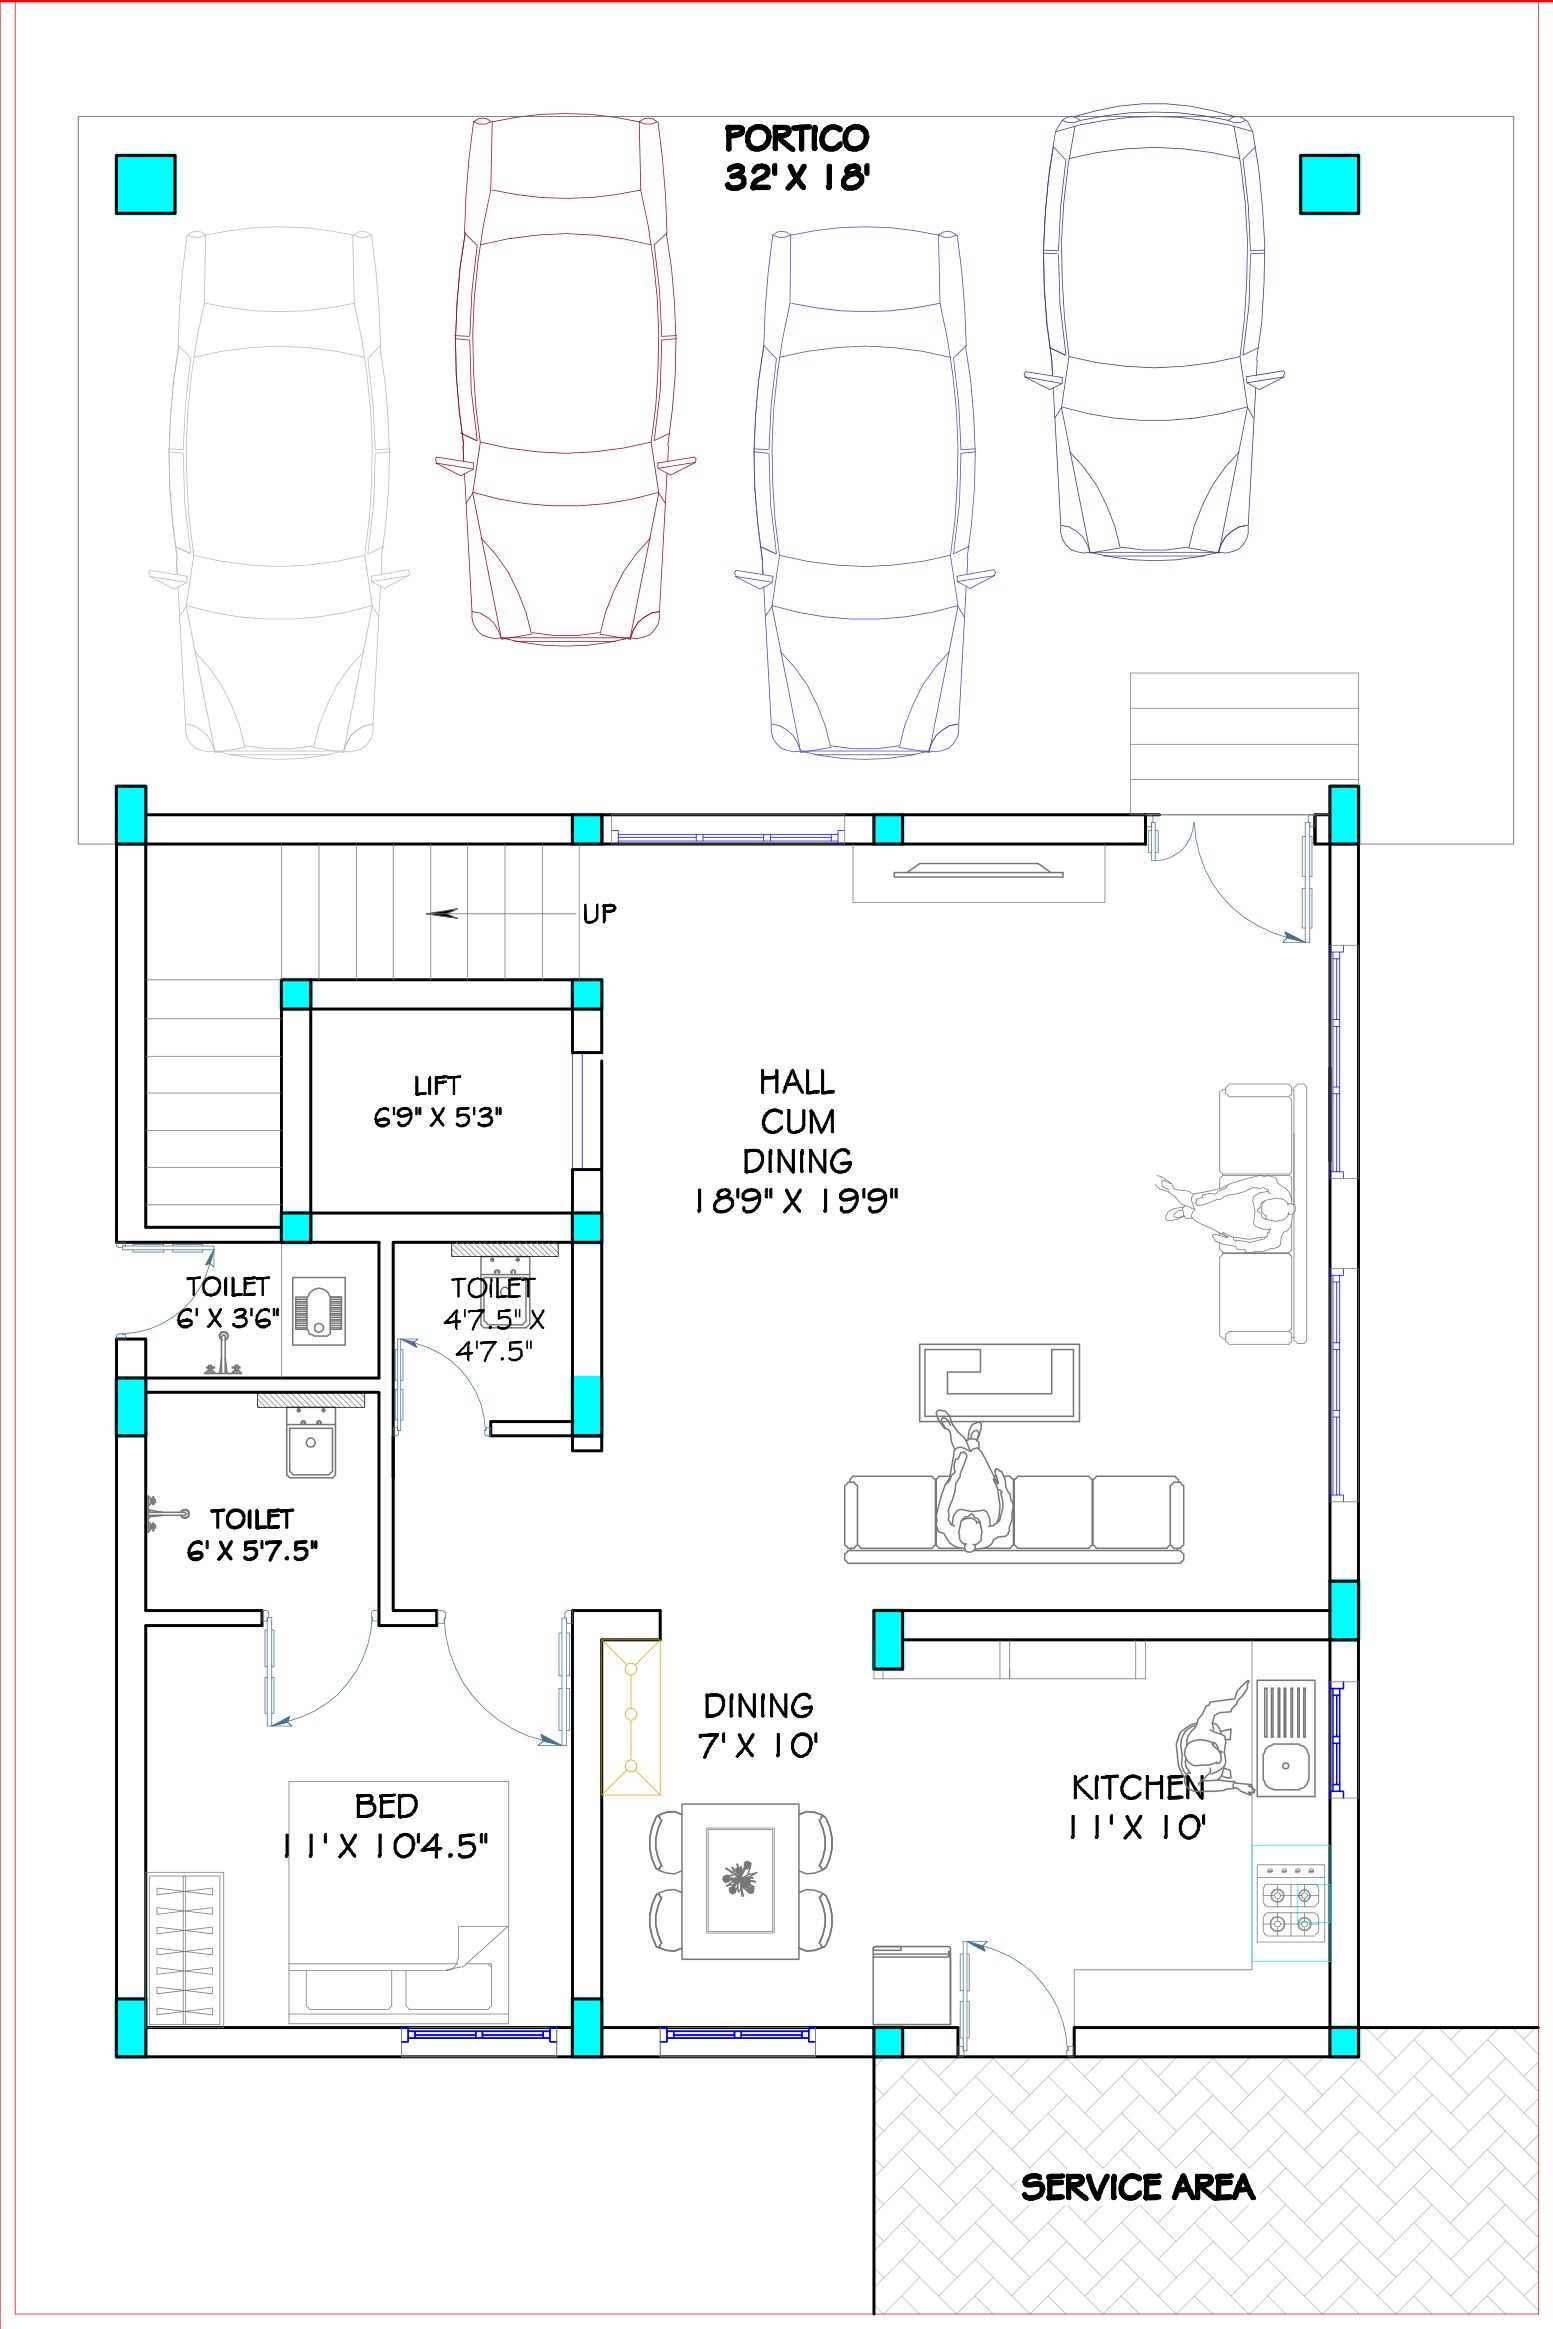 PORTICO
32' X 18'
UP
LIFT
6'9" X 5'3"
HALL
CUM
DINING
18'9" X 19'9"
TOILET
6' X 3'6"
TOILET
4'7.5" X
4'7.5"
TOILET
6' X 5'7.5"
DINING
7' X 10'
KITCHEN
11' X 10'
BED
11' X 10'4.5"
SERVICE AREA